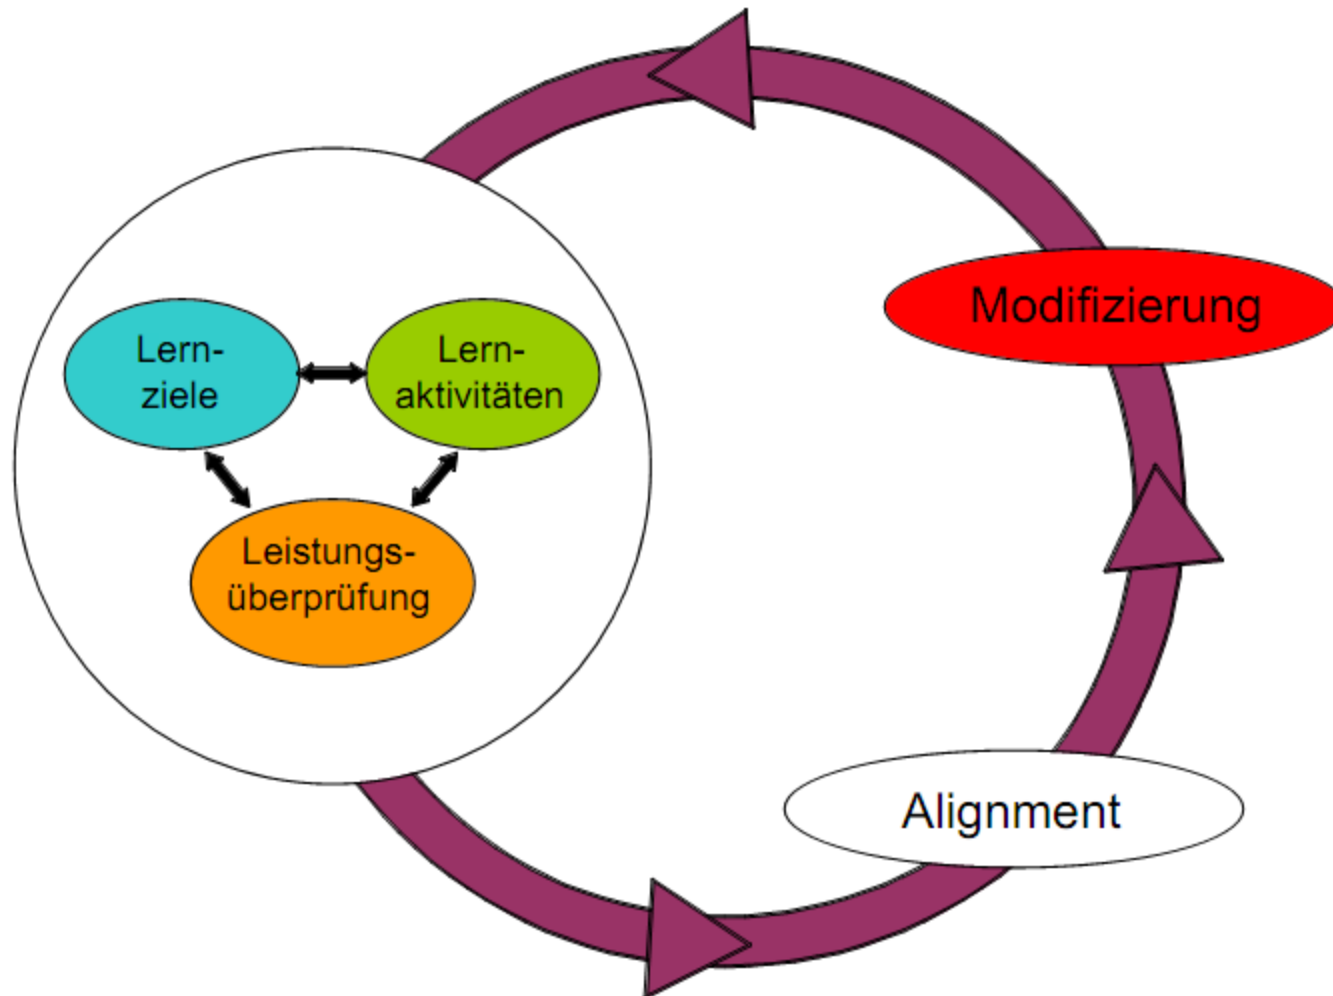 Lern-
ziele
Lern-
aktivitäten
Leistungs-
überprüfung
Modifizierung
Alignment